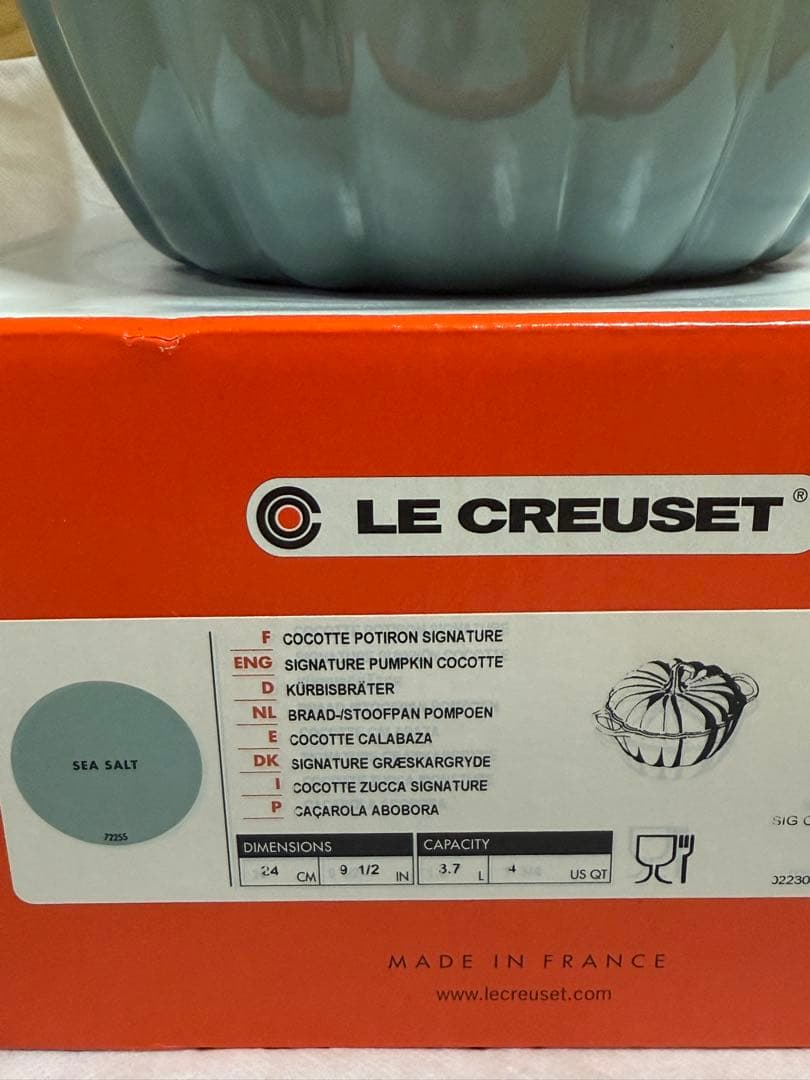 LE CREUSET®
F COCOTTE POTIRON SIGNATURE
ENG SIGNATURE PUMPKIN COCOTTE
D KÜRBISBRÄTER
NL BRAAD-/STOOFPAN POMPOEN
E COCOTTE CALABAZA
DK SIGNATURE GRÆSKARGRYDE
I COCOTTE ZUCCA SIGNATURE
P CAÇAROLA ABOBORA
SEA SALT
72255
DIMENSIONS CAPACITY
24 CM 9 1/2 IN 3.7 L 4 US QT
SIG
02230
MADE IN FRANCE
www.lecreuset.com